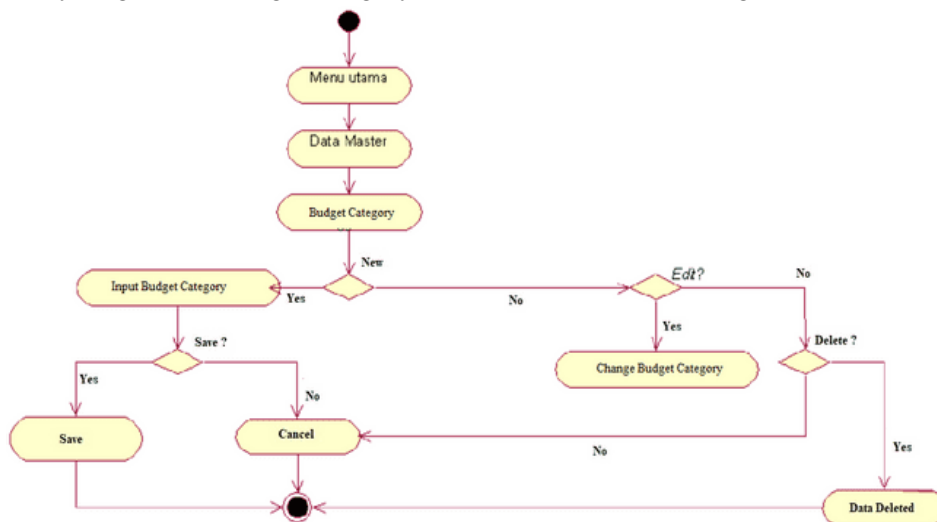 Menu utama
Data Master
Budget Category
New
Edt?
No
Input Budget Category
Yes
No
Save ?
Yes
Delete ?
Yes
No
Change Budget Category
Save
Cancel
No
Yes
Data Deleted